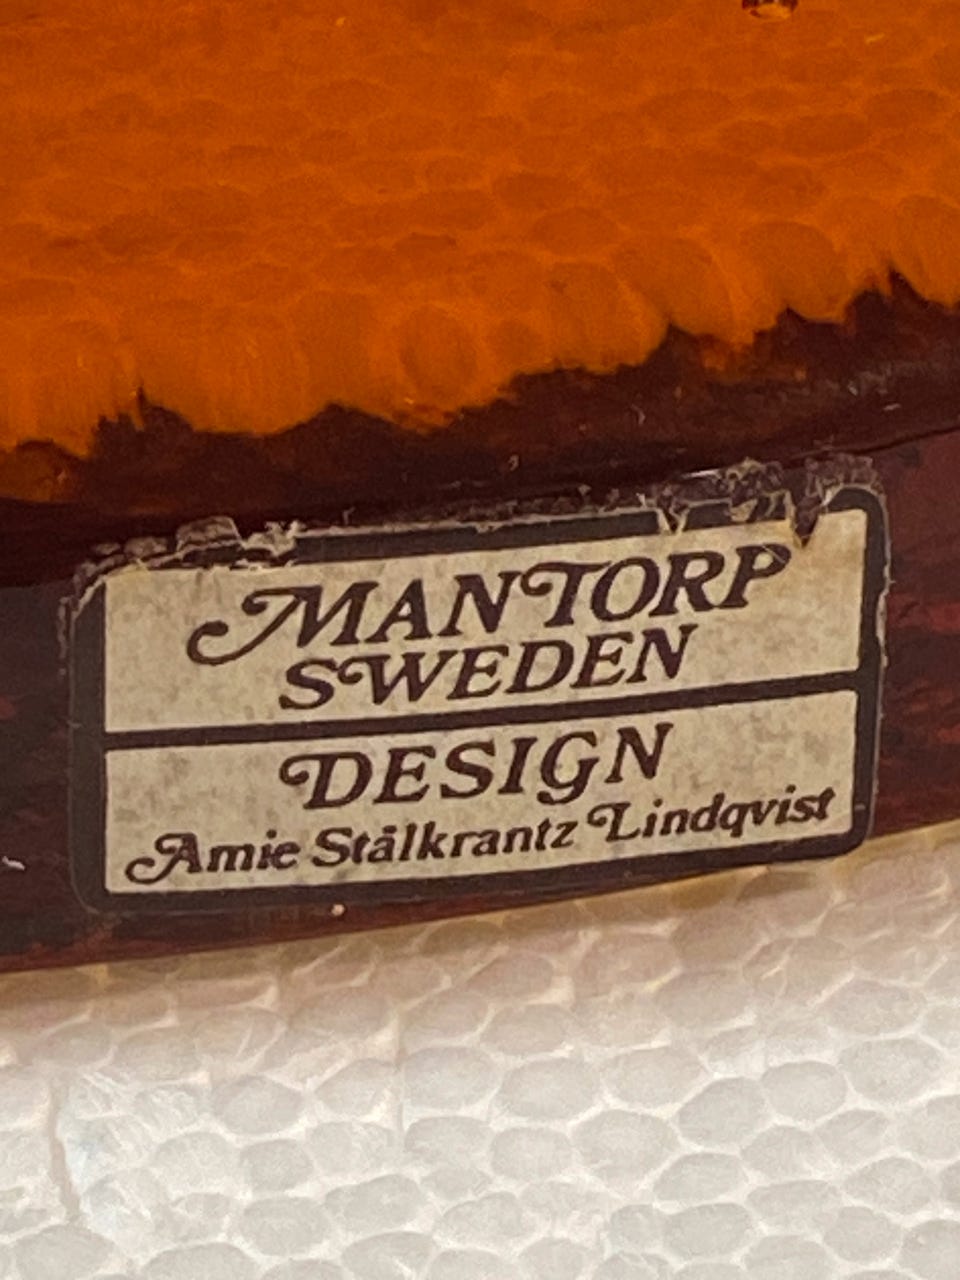 MANTORP
SWEDEN
DESIGN
Amie Stålkrantz Lindqvist